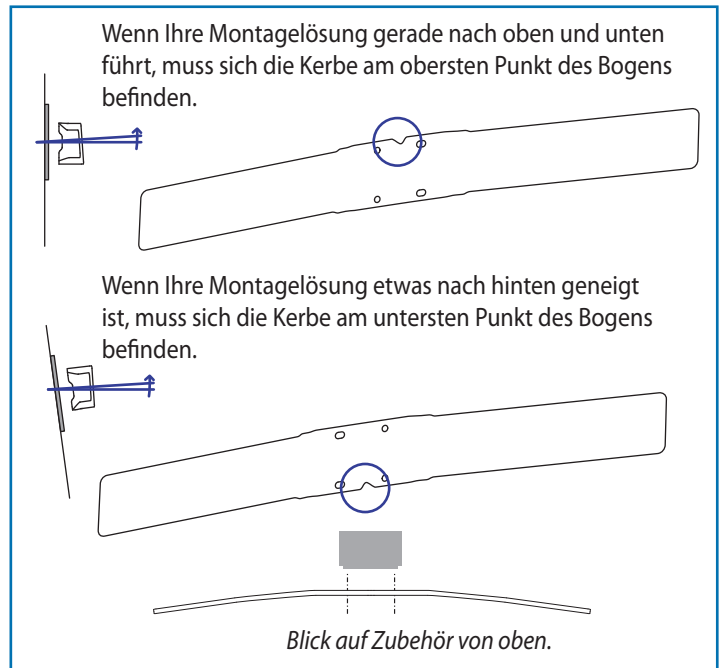 Wenn Ihre Montagelösung gerade nach oben und unten
führt, muss sich die Kerbe am obersten Punkt des Bogens
befinden.
Wenn Ihre Montagelösung etwas nach hinten geneigt
ist, muss sich die Kerbe am untersten Punkt des Bogens
befinden.
Blick auf Zubehör von oben.